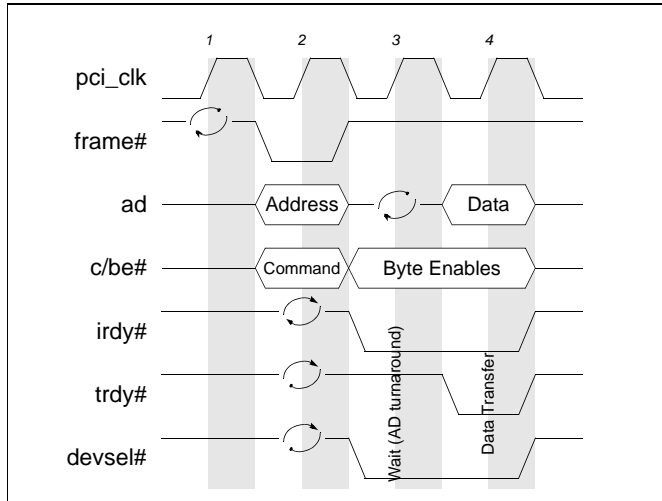 1 2 3 4
pci_clk
frame#
ad Address Data
c/be# Command Byte Enables
irdy#
trdy#
devsel#
Wait (AD turnaround)
Data Transfer